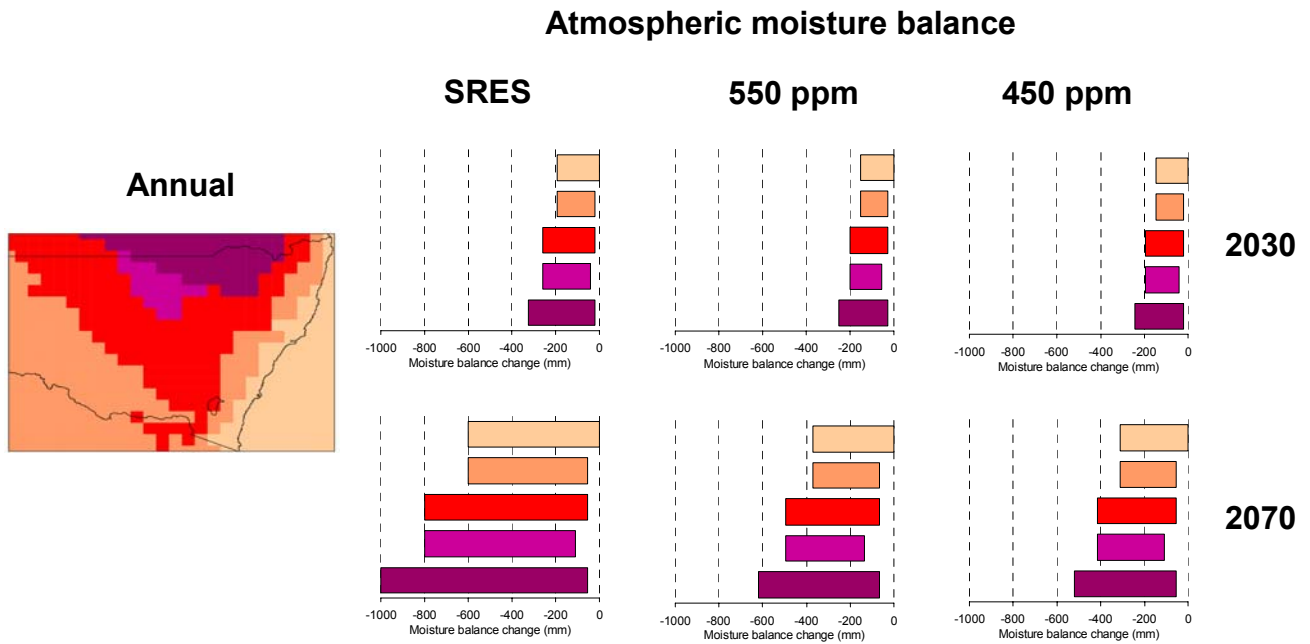 Atmospheric moisture balance
SRES
550 ppm
450 ppm
Annual
-1000 -800 -600 -400 -200 0
Moisture balance change (mm)
-1000 -800 -600 -400 -200 0
Moisture balance change (mm)
-1000 -800 -600 -400 -200 0
Moisture balance change (mm)
2030
-1000 -800 -600 -400 -200 0
Moisture balance change (mm)
-1000 -800 -600 -400 -200 0
Moisture balance change (mm)
-1000 -800 -600 -400 -200 0
Moisture balance change (mm)
2070